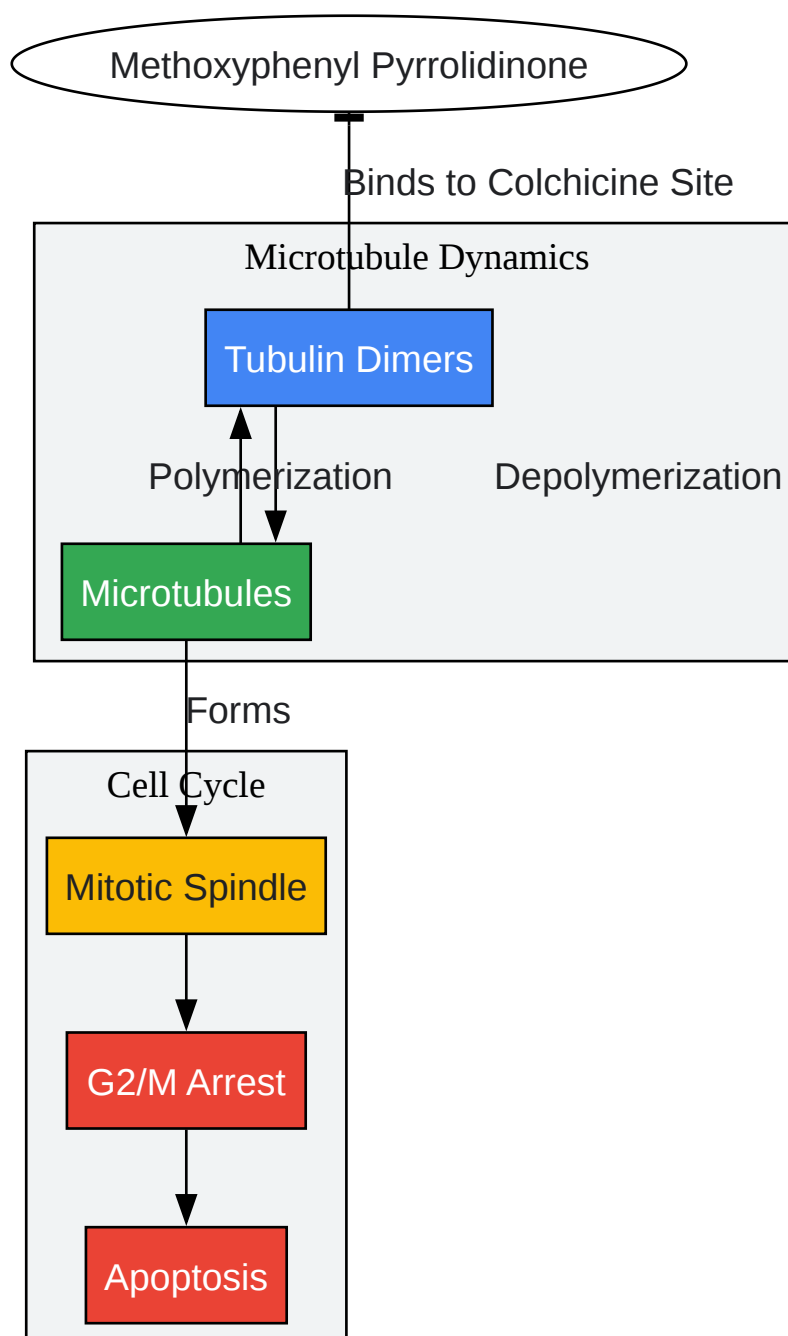 Methoxyphenyl Pyrrolidinone
Binds to Colchicine Site
Microtubule Dynamics
Tubulin Dimers
Polymerization
Depolymerization
Microtubules
Forms
Cell Cycle
Mitotic Spindle
G2/M Arrest
Apoptosis